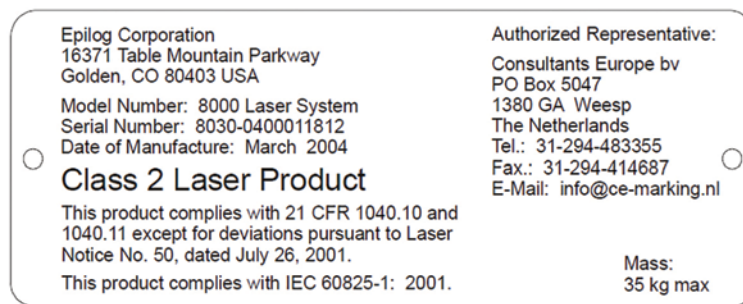 Epilog Corporation
16371 Table Mountain Parkway
Golden, CO 80403 USA
Model Number: 8000 Laser System
Serial Number: 8030-0400011812
Date of Manufacture: March 2004
Class 2 Laser Product
This product complies with 21 CFR 1040.10 and
1040.11 except for deviations pursuant to Laser
Notice No. 50, dated July 26, 2001.
This product complies with IEC 60825-1: 2001.
Authorized Representative:
Consultants Europe bv
PO Box 5047
1380 GA Weesp
The Netherlands
Tel.: 31-294-483355
Fax.: 31-294-414687
E-Mail: info@ce-marking.nl
Mass:
35 kg max